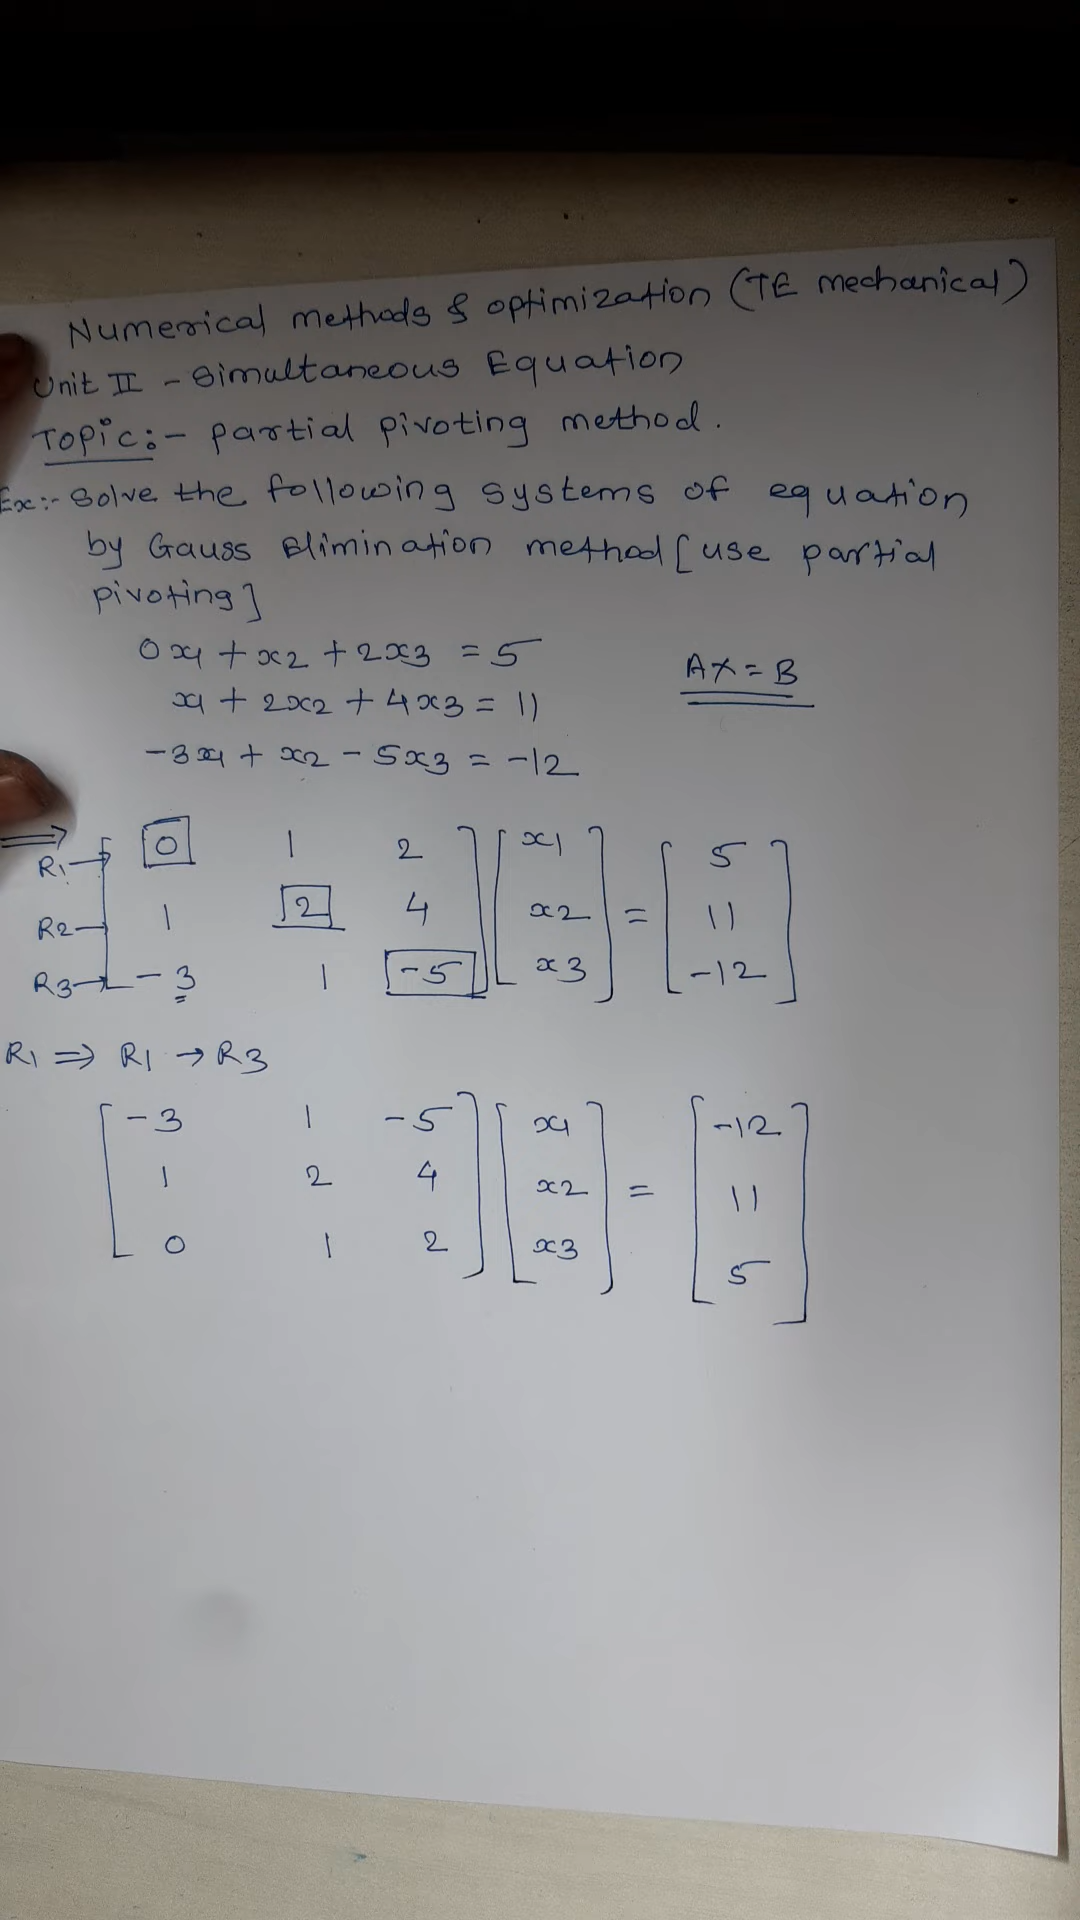 Numerical methods & optimization (TE mechanical)
Unit II - Simultaneous Equation
Topic:- partial pivoting method.
Ex:- Solve the following systems of equation
by Gauss Elimination method [use partial
pivoting]
0x1 + x2 + 2x3 = 5
x1 + 2x2 + 4x3 = 11
AX = B
-3x1 + x2 - 5x3 = -12
⇒ R1→ [ 0 1 2 ] [ x1 ] = [ 5 ]
R2→ 1 2 4 x2 11
R3→ -3 1 -5 x3 -12
R1 ⇒ R1 → R3
[ -3 1 -5 ] [ x1 ] = [ -12 ]
1 2 4 x2 11
0 1 2 x3 5